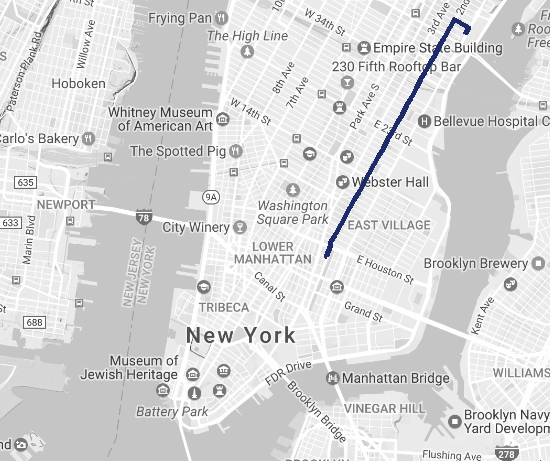 Frying Pan
W 34th St
3rd Ave
2nd
Paterson Plank Rd
Willow Ave
The High Line
Empire State Building
230 Fifth Rooftop Bar
Hoboken
8th Ave
7th Ave
Park Ave S
Whitney Museum
of American Art
W 14th St
E 23rd St
Bellevue Hospital C
Carlo's Bakery
The Spotted Pig
635
9A
Webster Hall
NEWPORT
78
Washington
Square Park
633
City Winery
EAST VILLAGE
Marin Blvd
LOWER
MANHATTAN
NEW JERSEY
NEW YORK
E Houston St
Brooklyn Brewery
Canal St
TRIBECA
Grand St
Kent Ave
688
New York
Museum of
Jewish Heritage
FDR Drive
Manhattan Bridge
WILLIAMS
Battery Park
Brooklyn Bridge
VINEGAR HILL
Brooklyn Navy
Yard Developm
nd
Flushing Ave
278